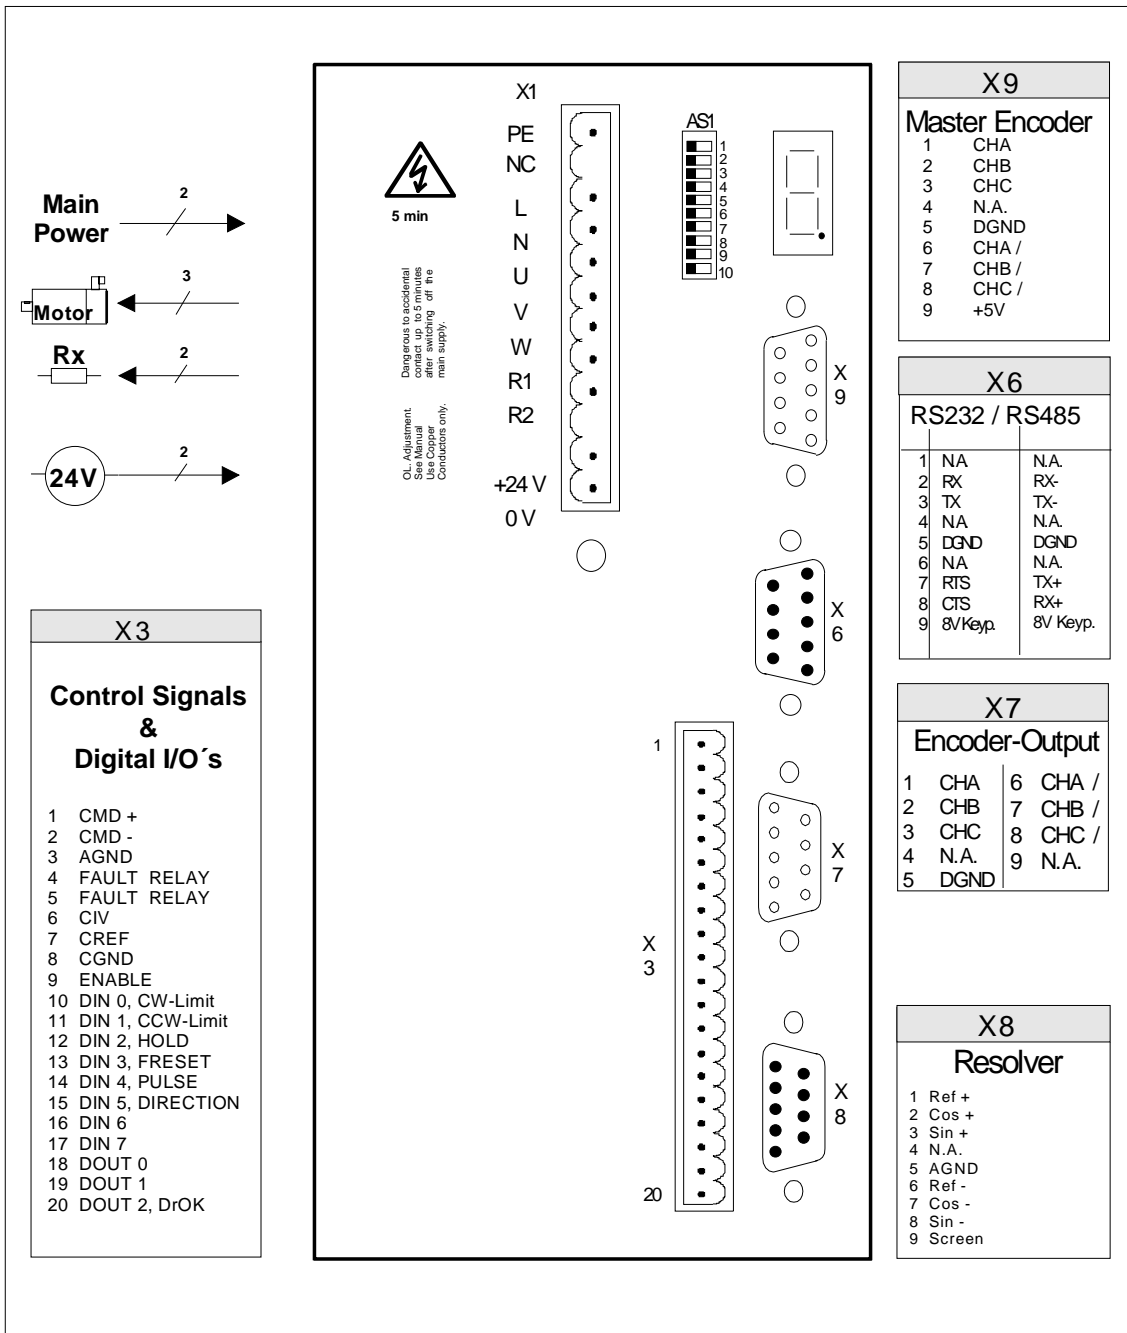 Main
Power
2
Motor
3
Rx
2
24V
2
X3
Control Signals
&
Digital I/O´s
1 CMD +
2 CMD -
3 AGND
4 FAULT RELAY
5 FAULT RELAY
6 CIV
7 CREF
8 CGND
9 ENABLE
10 DIN 0, CW-Limit
11 DIN 1, CCW-Limit
12 DIN 2, HOLD
13 DIN 3, FRESET
14 DIN 4, PULSE
15 DIN 5, DIRECTION
16 DIN 6
17 DIN 7
18 DOUT 0
19 DOUT 1
20 DOUT 2, DrOK
5 min
Dangerous to accidental
contact up to 5 minutes
after switching off the
main supply.
OL. Adjustment.
See Manual
Use Copper
Conductors only.
X1
PE
NC
L
N
U
V
W
R1
R2
+24 V
0 V
AS1
1
2
3
4
5
6
7
8
9
10
X
9
X
6
X
7
X
8
1
X
3
20
X9
Master Encoder
1 CHA
2 CHB
3 CHC
4 N.A.
5 DGND
6 CHA /
7 CHB /
8 CHC /
9 +5V
X6
RS232 / RS485
1 NA N.A.
2 RX RX-
3 TX TX-
4 NA N.A.
5 DGND DGND
6 NA N.A.
7 RTS TX+
8 CTS RX+
9 8V Keyp. 8V Keyp.
X7
Encoder-Output
1 CHA 6 CHA /
2 CHB 7 CHB /
3 CHC 8 CHC /
4 N.A. 9 N.A.
5 DGND
X8
Resolver
1 Ref +
2 Cos +
3 Sin +
4 N.A.
5 AGND
6 Ref -
7 Cos -
8 Sin -
9 Screen